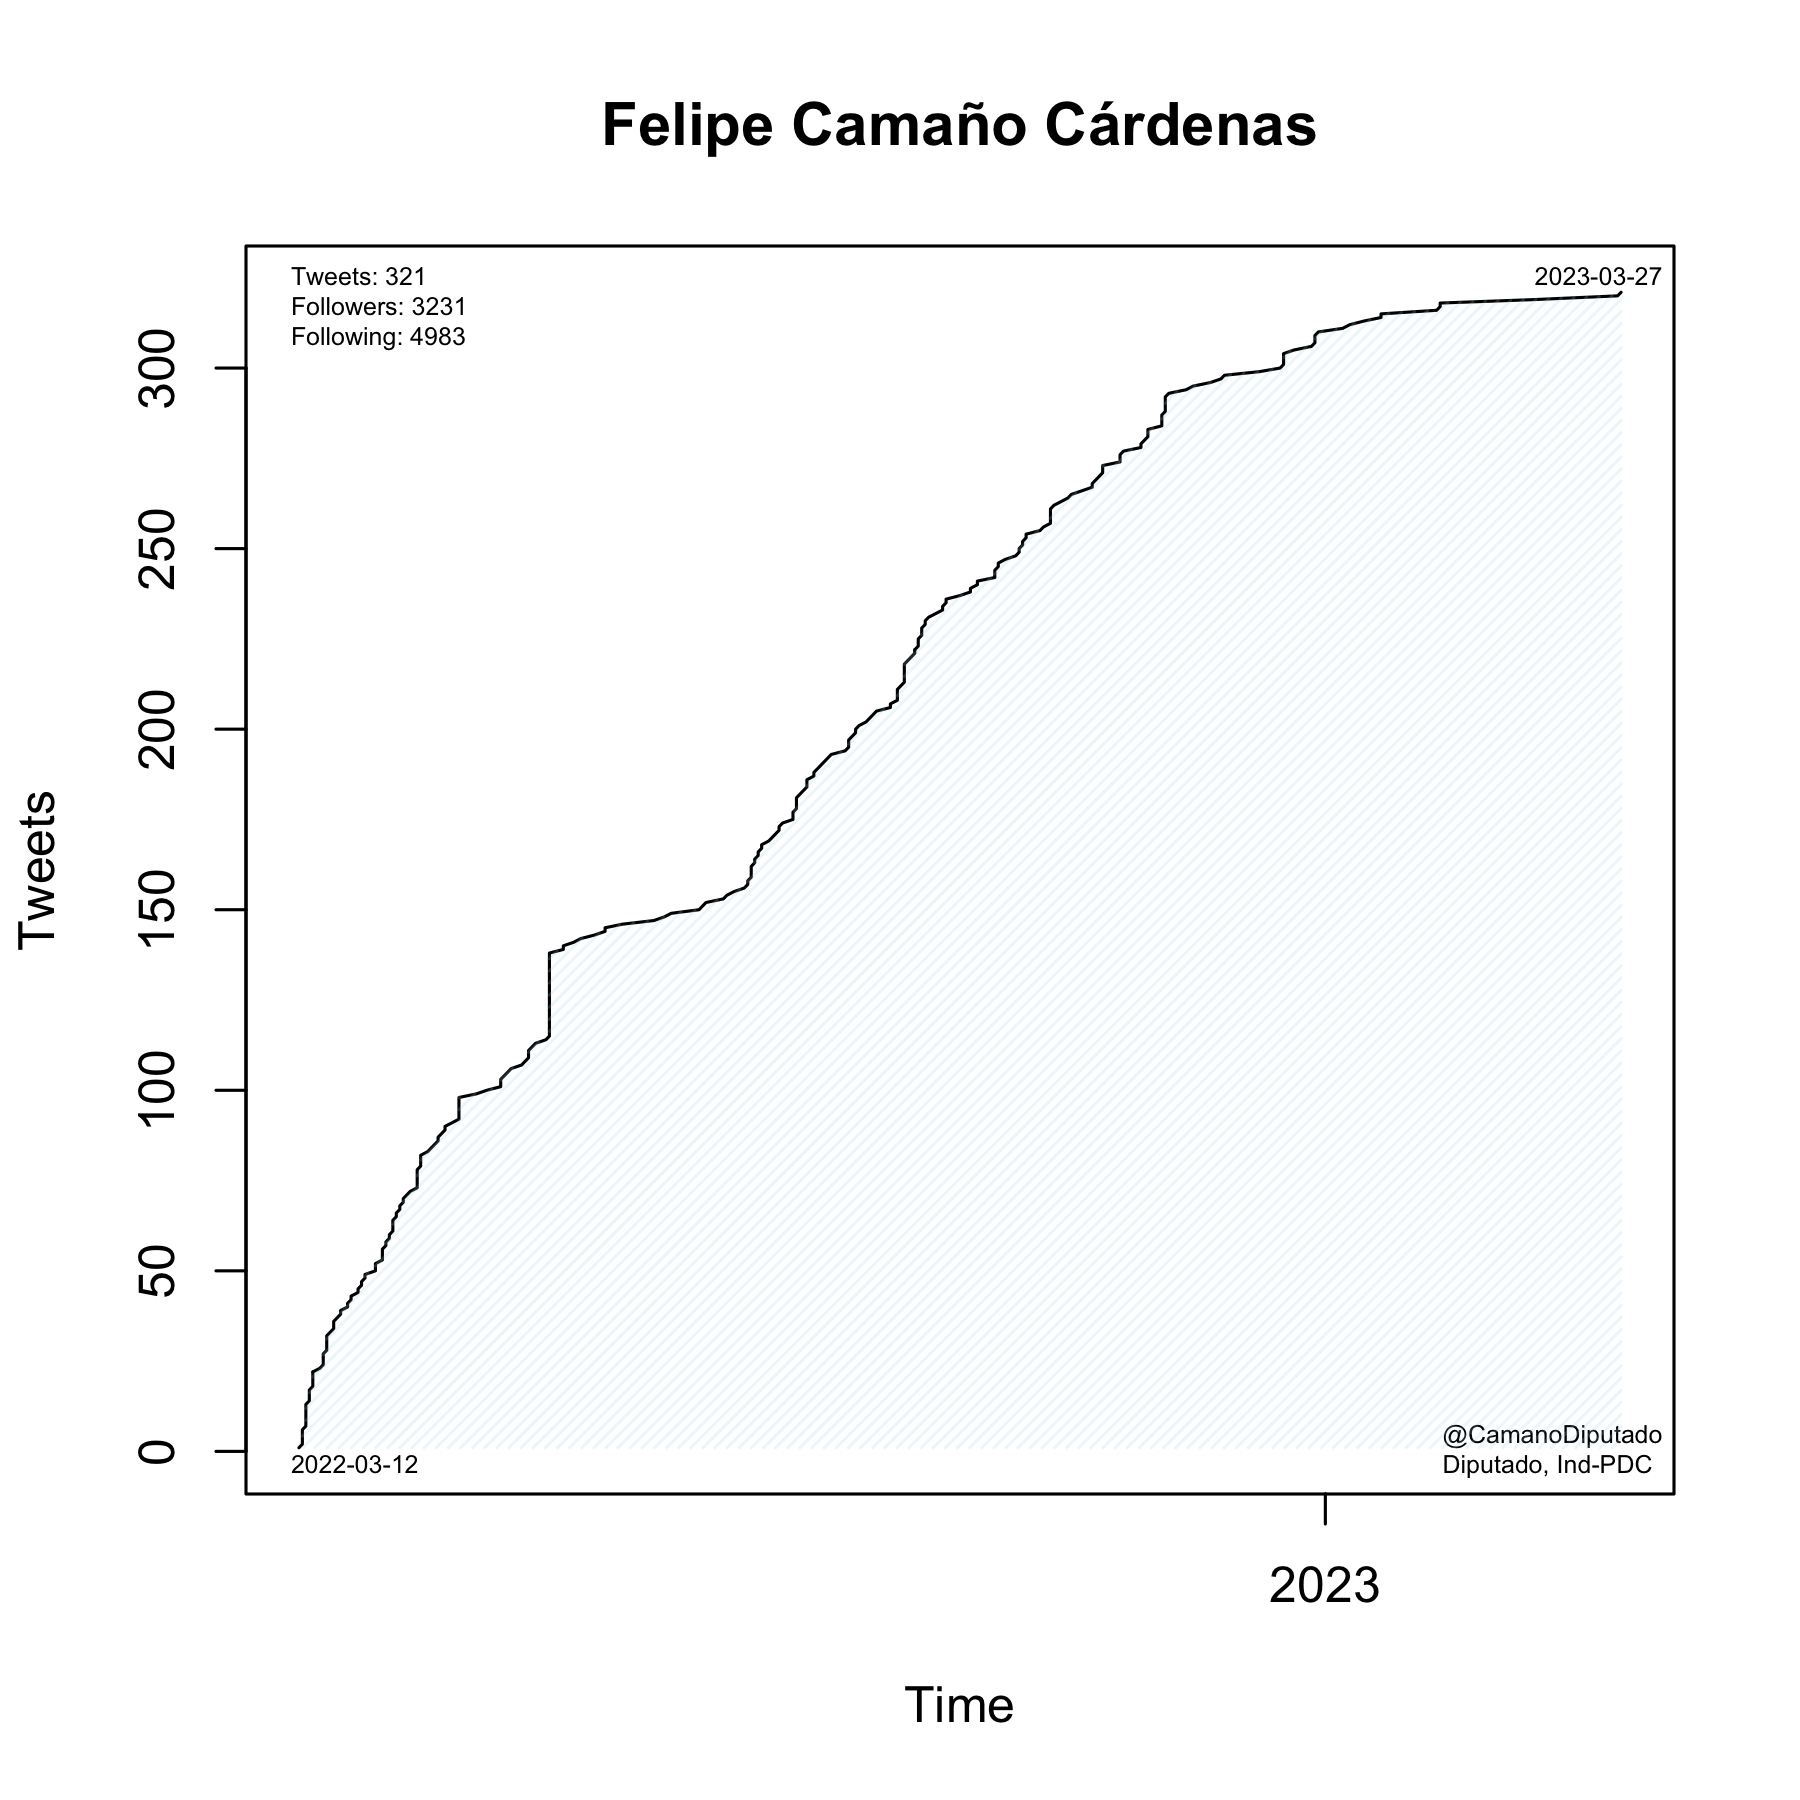 Felipe Camaño Cárdenas
Tweets: 321
Followers: 3231
Following: 4983
2023-03-27
300
250
200
150
100
50
0
Tweets
2022-03-12
@CamanoDiputado
Diputado, Ind-PDC
2023
Time